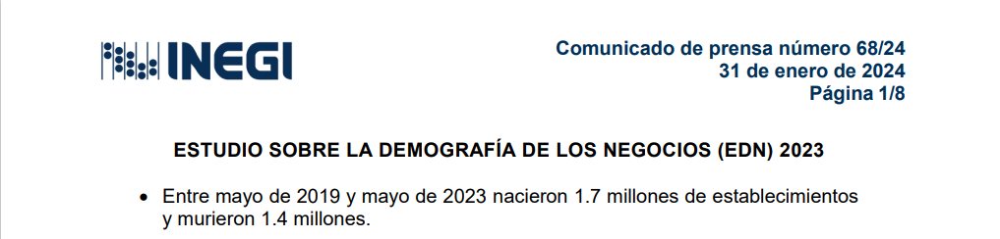 INEGI
Comunicado de prensa número 68/24
31 de enero de 2024
Página 1/8
ESTUDIO SOBRE LA DEMOGRAFÍA DE LOS NEGOCIOS (EDN) 2023
• Entre mayo de 2019 y mayo de 2023 nacieron 1.7 millones de establecimientos
y murieron 1.4 millones.